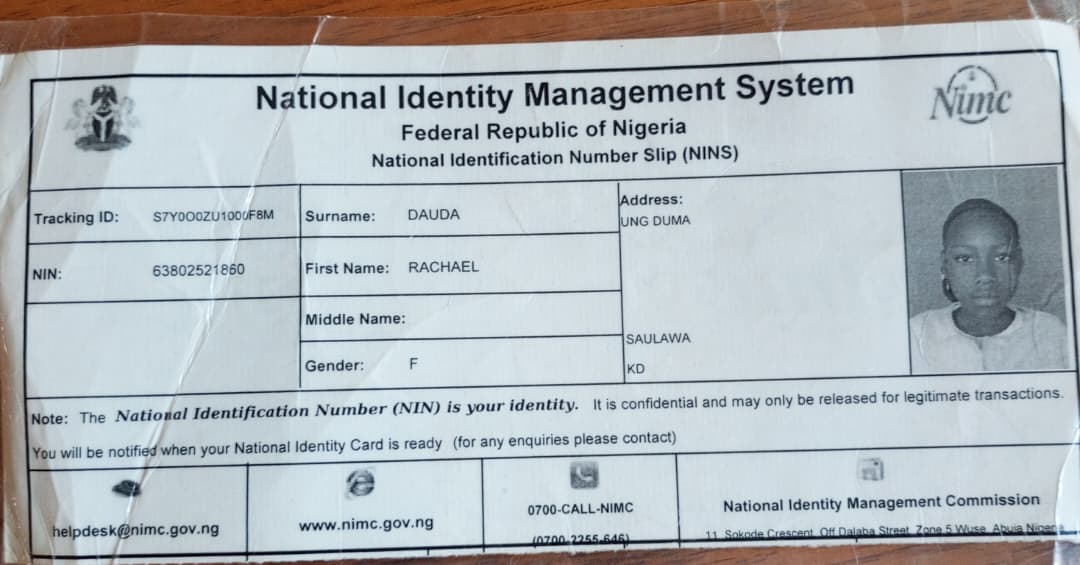 National Identity Management System
Federal Republic of Nigeria
National Identification Number Slip (NINS)
Nimc
Tracking ID: S7Y0O0ZU1000F8M
Surname: DAUDA
Address:
UNG DUMA
NIN: 63802521860
First Name: RACHAEL
Middle Name:
SAULAWA
Gender: F
KD
Note: The National Identification Number (NIN) is your identity. It is confidential and may only be released for legitimate transactions.
You will be notified when your National Identity Card is ready (for any enquiries please contact)
helpdesk@nimc.gov.ng
www.nimc.gov.ng
0700-CALL-NIMC
(0700-2255-646)
National Identity Management Commission
11, Sokode Crescent, Off Dalaba Street, Zone 5 Wuse, Abuja Nigeria